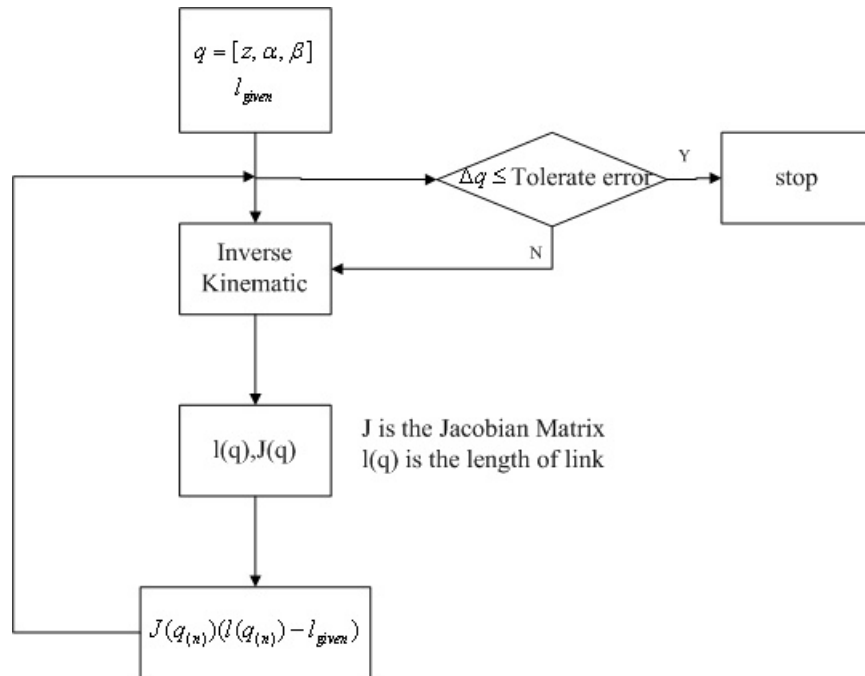 q = [z, α, β]
l_given
Δq ≤ Tolerate error
Y
stop
N
Inverse
Kinematic
l(q),J(q)
J is the Jacobian Matrix
l(q) is the length of link
J(q_(n))(l(q_(n)) − l_given)